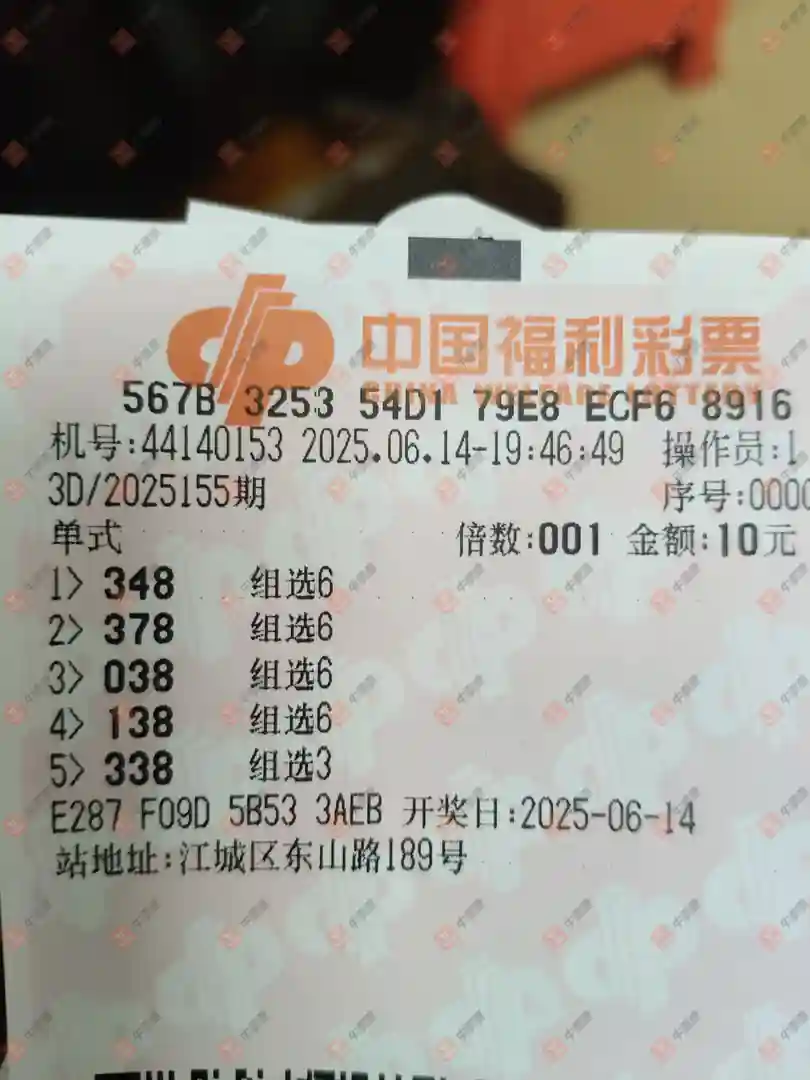 中国福利彩票
CHINA WELFARE LOTTERY
567B 3253 54D1 79E8 ECF6 8916
机号:44140153 2025.06.14-19:46:49 操作员:1
3D/2025155期 序号:0000
单式 倍数:001 金额:10元
1> 348 组选6
2> 378 组选6
3> 038 组选6
4> 138 组选6
5> 338 组选3
E287 F09D 5B53 3AEB 开奖日:2025-06-14
站地址:江城区东山路189号